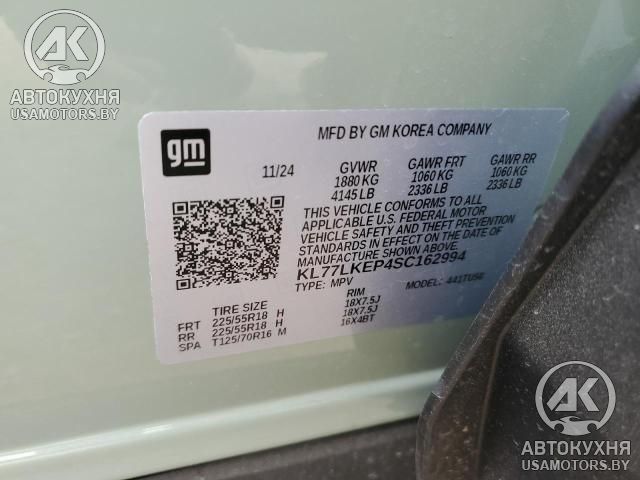 AK
АВТОКУХНЯ
USAMOTORS.BY
gm
MFD BY GM KOREA COMPANY
11/24 GVWR GAWR FRT GAWR RR
1880 KG 1060 KG 1060 KG
4145 LB 2336 LB 2336 LB
THIS VEHICLE CONFORMS TO ALL
APPLICABLE U.S. FEDERAL MOTOR
VEHICLE SAFETY AND THEFT PREVENTION
STANDARDS IN EFFECT ON THE DATE OF
MANUFACTURE SHOWN ABOVE.
KL77LKEP4SC162994
TYPE: MPV MODEL: 441TU58
TIRE SIZE RIM
FRT 225/55R18 H 18X7.5J
RR 225/55R18 H 18X7.5J
SPA T125/70R16 M 16X4BT
AK
АВТОКУХНЯ
USAMOTORS.BY